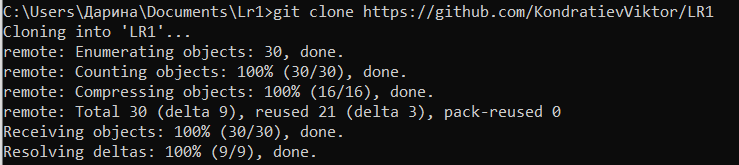 C:\Users\Дарина\Documents\Lr1>git clone https://github.com/KondratievViktor/LR1
Cloning into 'LR1'...
remote: Enumerating objects: 30, done.
remote: Counting objects: 100% (30/30), done.
remote: Compressing objects: 100% (16/16), done.
remote: Total 30 (delta 9), reused 21 (delta 3), pack-reused 0
Receiving objects: 100% (30/30), done.
Resolving deltas: 100% (9/9), done.